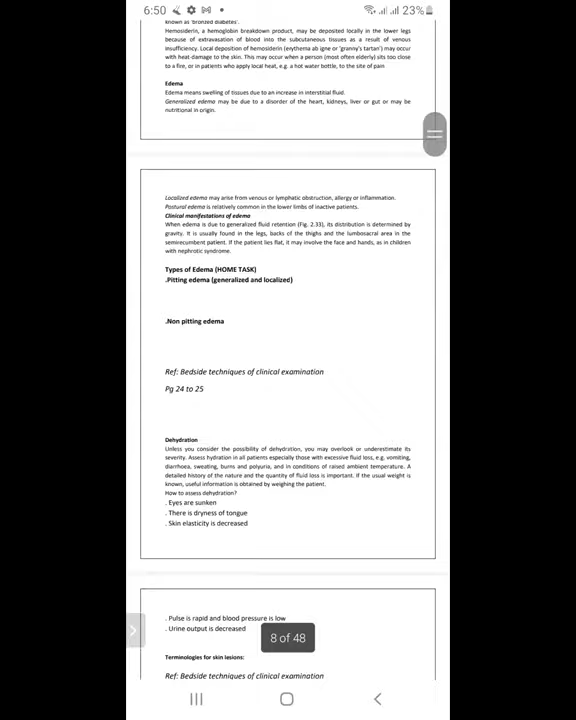 6:50
23%
known as 'bronzed diabetes'.
Hemosiderin, a hemoglobin breakdown product, may be deposited locally in the lower legs
because of extravasation of blood into the subcutaneous tissues as a result of venous
insufficiency. Local deposition of hemosiderin (erythema ab igne or 'granny's tartan') may occur
with heat-damage to the skin. This may occur when a person (most often elderly) sits too close
to a fire, or in patients who apply local heat, e.g. a hot water bottle, to the site of pain
Edema
Edema means swelling of tissues due to an increase in interstitial fluid.
Generalized edema may be due to a disorder of the heart, kidneys, liver or gut or may be
nutritional in origin.
Localized edema may arise from venous or lymphatic obstruction, allergy or inflammation.
Postural edema is relatively common in the lower limbs of inactive patients.
Clinical manifestations of edema
When edema is due to generalized fluid retention (Fig. 2.33), its distribution is determined by
gravity. It is usually found in the legs, backs of the thighs and the lumbosacral area in the
semirecumbent patient. If the patient lies flat, it may involve the face and hands, as in children
with nephrotic syndrome.
Types of Edema (HOME TASK)
.Pitting edema (generalized and localized)
.Non pitting edema
Ref: Bedside techniques of clinical examination
Pg 24 to 25
Dehydration
Unless you consider the possibility of dehydration, you may overlook or underestimate its
severity. Assess hydration in all patients especially those with excessive fluid loss, e.g. vomiting,
diarrhoea, sweating, burns and polyuria, and in conditions of raised ambient temperature. A
detailed history of the nature and the quantity of fluid loss is important. If the usual weight is
known, useful information is obtained by weighing the patient.
How to assess dehydration?
. Eyes are sunken
. There is dryness of tongue
. Skin elasticity is decreased
. Pulse is rapid and blood pressure is low
. Urine output is decreased
8 of 48
Terminologies for skin lesions:
Ref: Bedside techniques of clinical examination